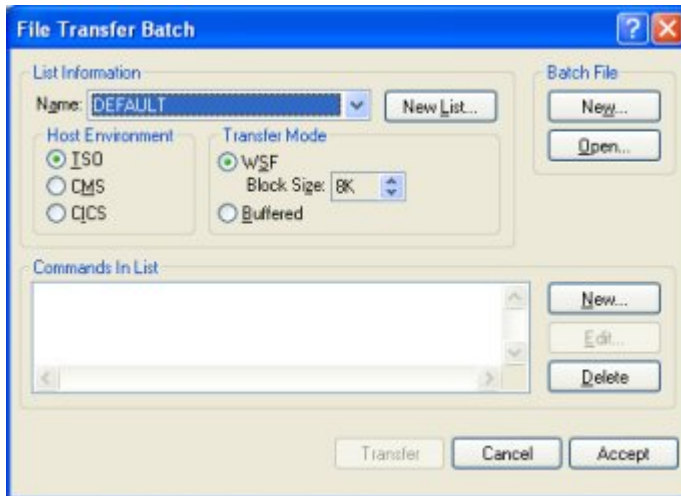 File Transfer Batch
List Information
Name: DEFAULT
New List...
Batch File
New...
Open...
Host Environment
TSO
CMS
CICS
Transfer Mode
WSF
Block Size: 8K
Buffered
Commands In List
New...
Edit...
Delete
Transfer
Cancel
Accept